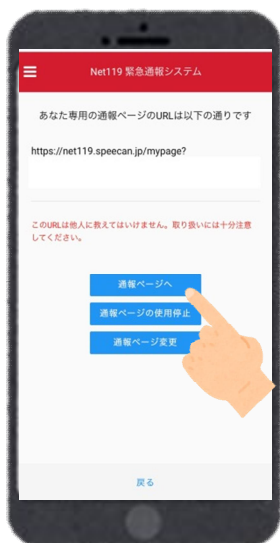 Net119 緊急通報システム
あなた専用の通報ページのURLは以下の通りです
https://net119.speecan.jp/mypage?
このURLは他人に教えてはいけません。取り扱いには十分注意
してください。
通報ページへ
通報ページの使用停止
通報ページ変更
戻る